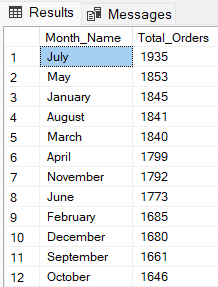 Results Messages
Month_Name Total_Orders
1 July 1935
2 May 1853
3 January 1845
4 August 1841
5 March 1840
6 April 1799
7 November 1792
8 June 1773
9 February 1685
10 December 1680
11 September 1661
12 October 1646